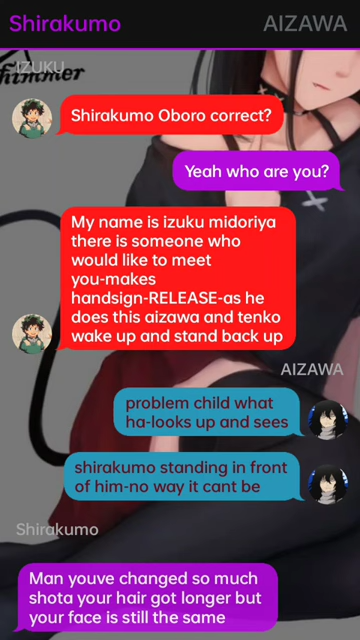 Shirakumo
AIZAWA
IZUKU
himmer
Shirakumo Oboro correct?
Yeah who are you?
My name is izuku midoriya
there is someone who
would like to meet
you-makes
handsign-RELEASE-as he
does this aizawa and tenko
wake up and stand back up
AIZAWA
problem child what
ha-looks up and sees
shirakumo standing in front
of him-no way it cant be
Shirakumo
Man youve changed so much
shota your hair got longer but
your face is still the same